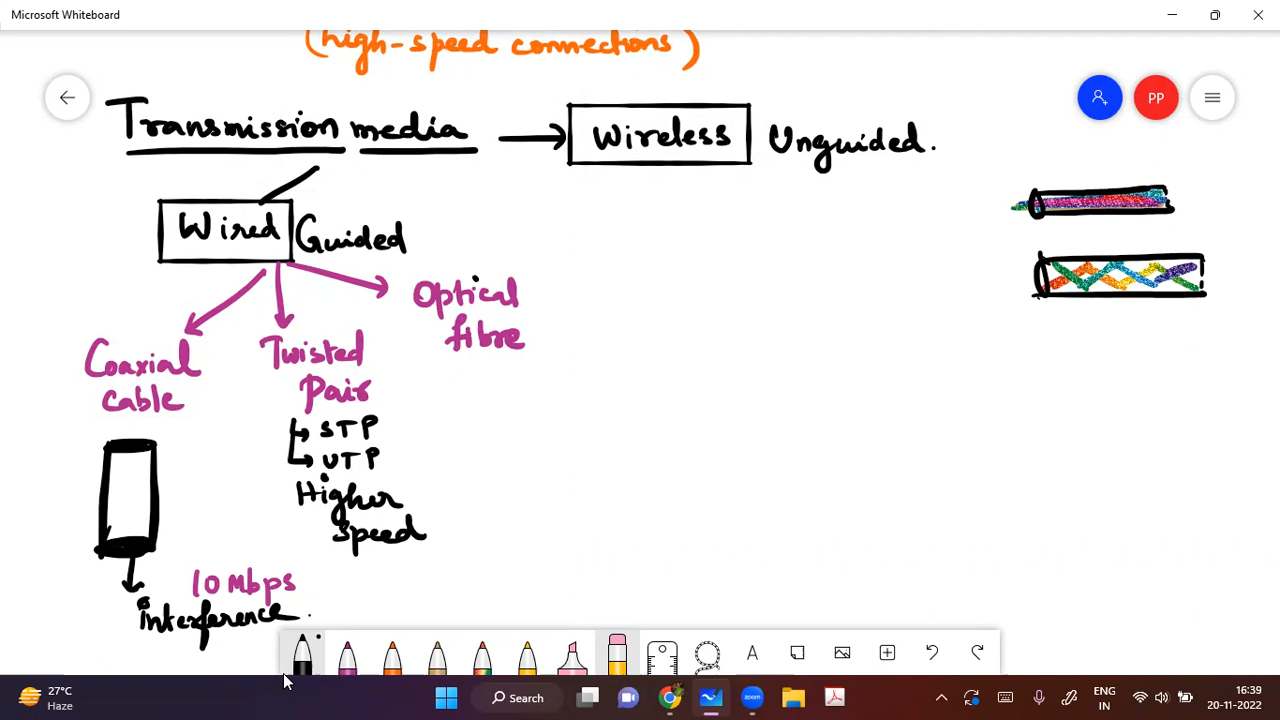 Microsoft Whiteboard
(high-speed connections)
Transmission media
Wireless
Unguided.
PP
Wired
Guided
Optical
fibre
Coaxial
cable
Twisted
Pair
STP
UTP
Higher
speed
10 Mbps
interference.
A
27°C
Haze
Search
ENG
IN
16:39
20-11-2022